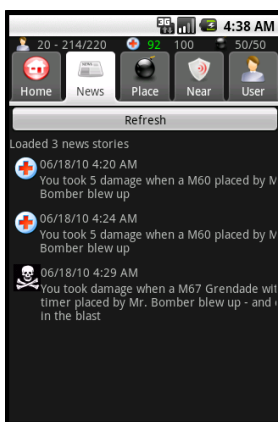 3G 4:38 AM
20 - 214/220 92 100 50/50
Home News Place Near User
Refresh
Loaded 3 news stories
06/18/10 4:20 AM
You took 5 damage when a M60 placed by M
Bomber blew up
06/18/10 4:24 AM
You took 5 damage when a M60 placed by M
Bomber blew up
06/18/10 4:29 AM
You took damage when a M67 Grendade wit
timer placed by Mr. Bomber blew up - and
in the blast